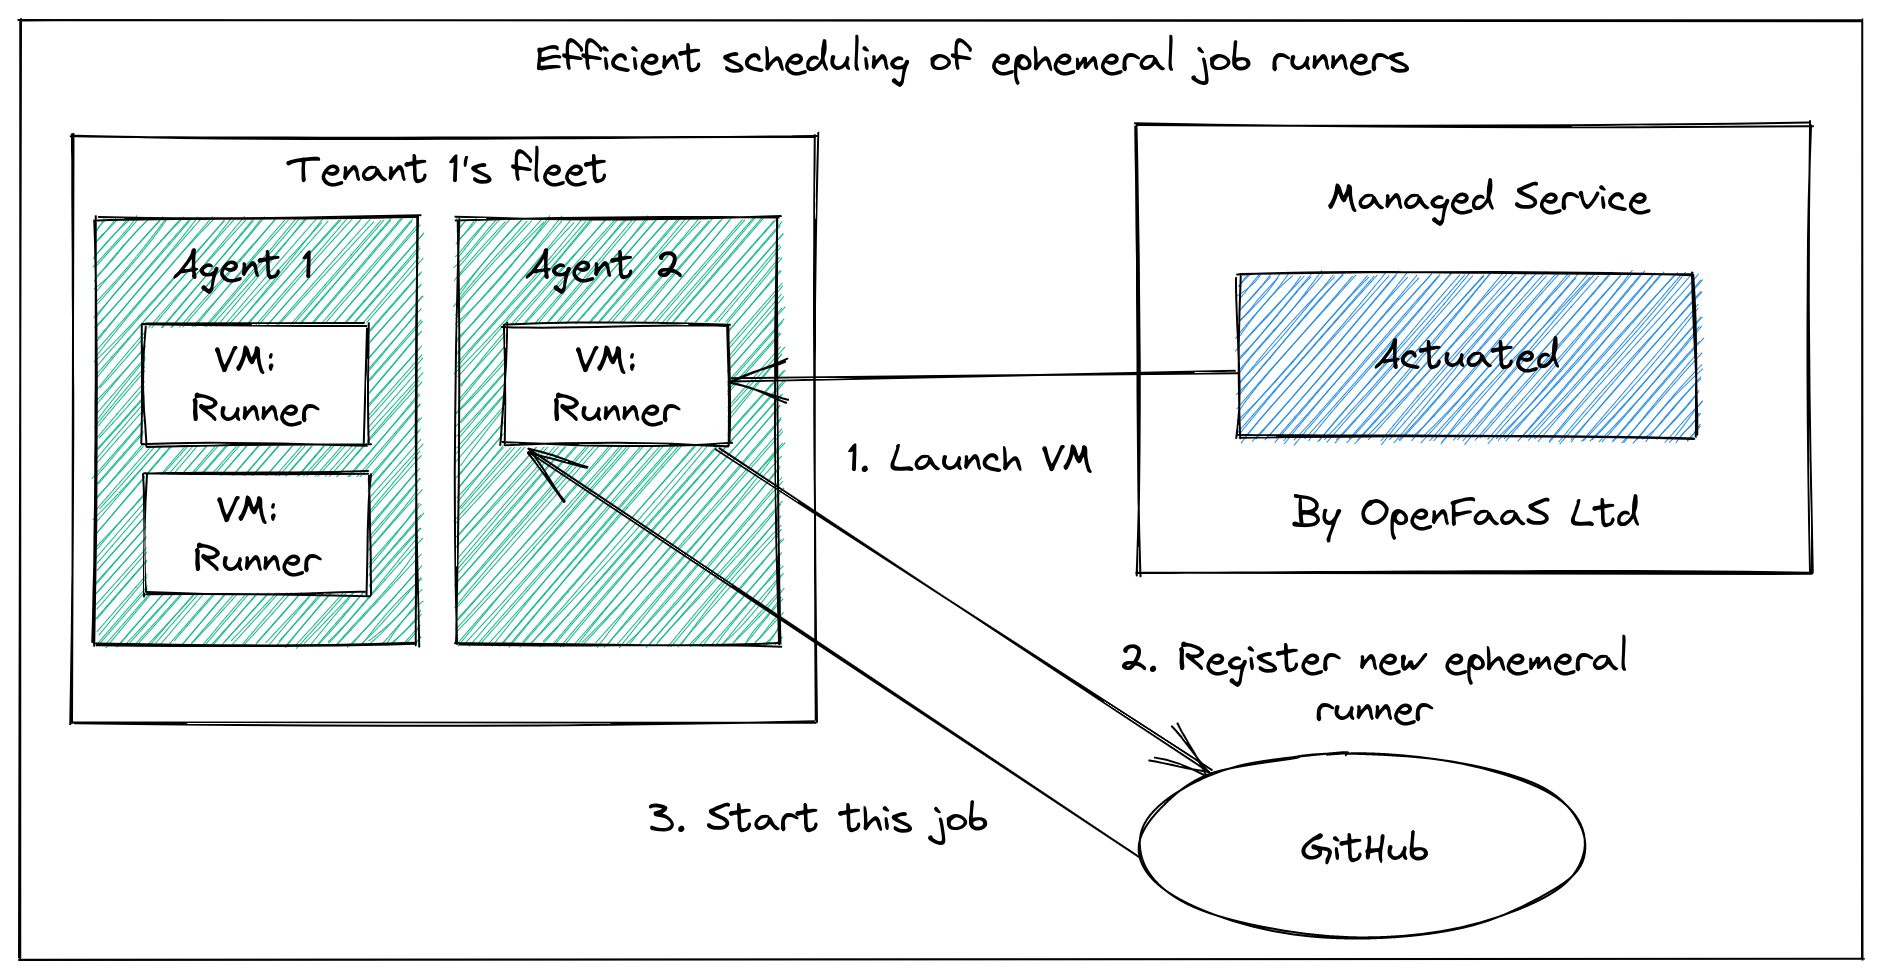 Efficient scheduling of ephemeral job runners
Tenant 1's fleet
Agent 1
VM:
Runner
VM:
Runner
Agent 2
VM:
Runner
Managed Service
Actuated
By OpenFaaS Ltd
1. Launch VM
2. Register new ephemeral
runner
3. Start this job
GitHub